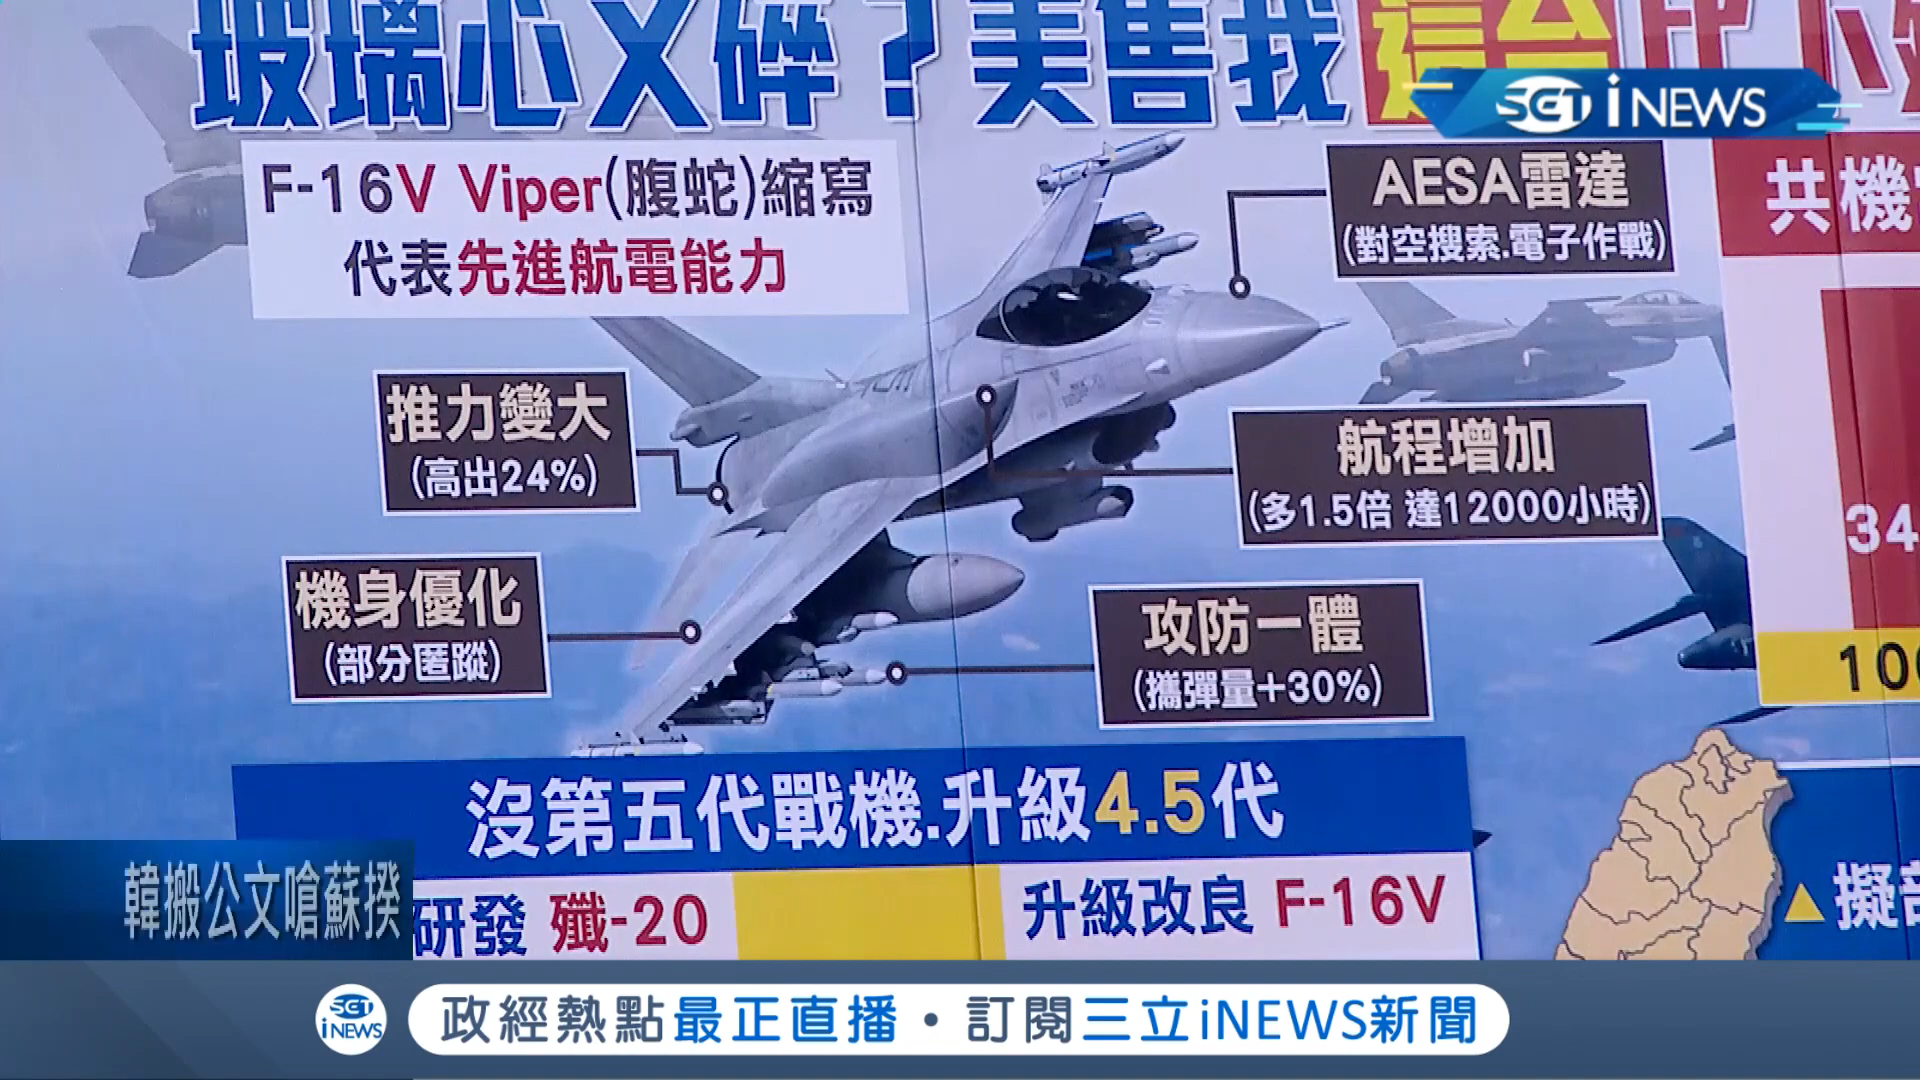 玻璃心又碎?美售我這台
SET iNEWS
F-16V Viper(腹蛇)縮寫
代表先進航電能力
AESA雷達
(對空搜索.電子作戰)
共機
推力變大
(高出24%)
航程增加
(多1.5倍 達12000小時)
34
機身優化
(部分匿蹤)
攻防一體
(攜彈量+30%)
100
沒第五代戰機.升級4.5代
韓搬公文嗆蘇揆
研發 殲-20
升級改良 F-16V
▲擬
SET iNEWS
政經熱點最正直播・訂閱三立iNEWS新聞